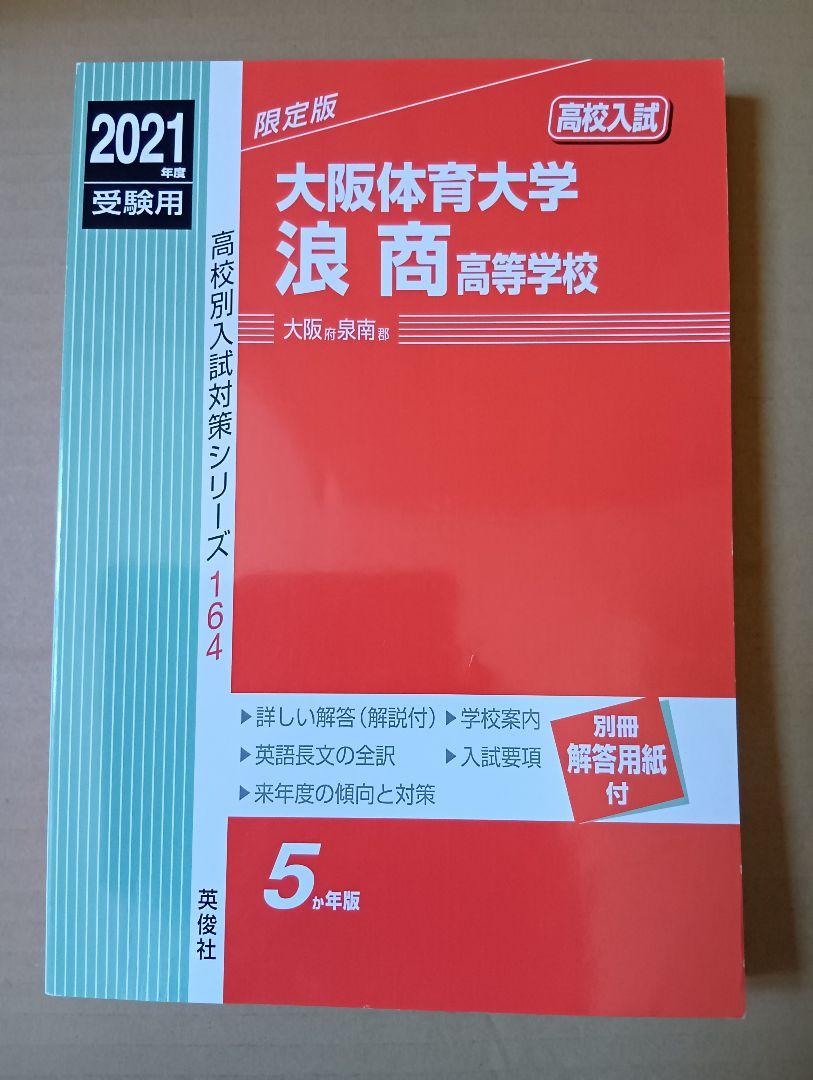 2021年度
受験用
高校別入試対策シリーズ164
限定版
高校入試
大阪体育大学
浪商高等学校
大阪府泉南郡
▶詳しい解答(解説付)▶学校案内
▶英語長文の全訳 ▶入試要項
▶来年度の傾向と対策
別冊
解答用紙
付
5か年版
英俊社